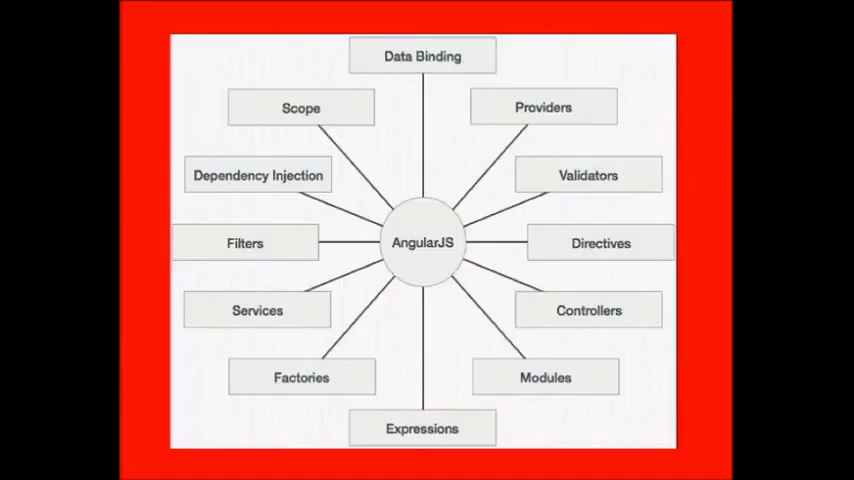 Data Binding
Scope
Providers
Dependency Injection
Validators
Filters
AngularJS
Directives
Services
Controllers
Factories
Modules
Expressions